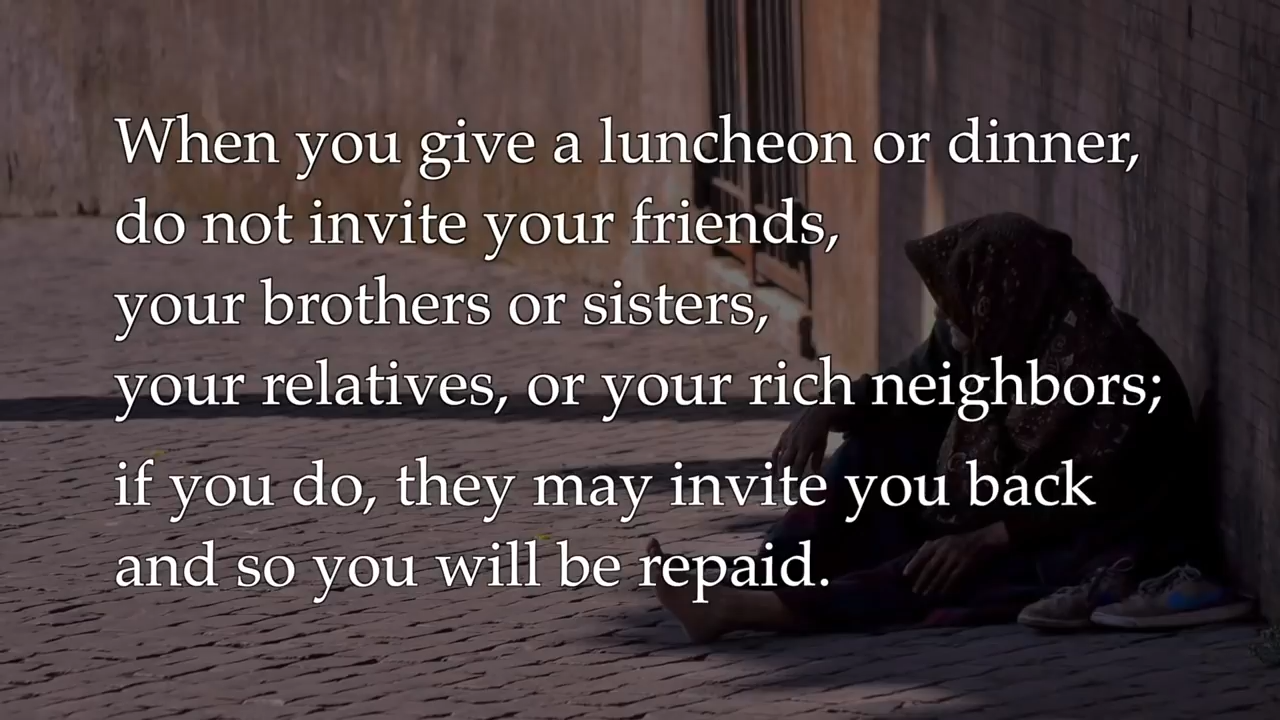 When you give a luncheon or dinner,
do not invite your friends,
your brothers or sisters,
your relatives, or your rich neighbors;
if you do, they may invite you back
and so you will be repaid.